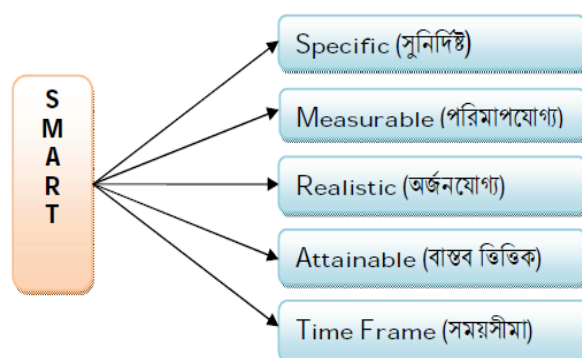 S
M
A
R
T
Specific (সুনির্দিষ্ট)
Measurable (পরিমাপযোগ্য)
Realistic (অর্জনযোগ্য)
Attainable (বাস্তব ত্তিত্তিক)
Time Frame (সময়সীমা)